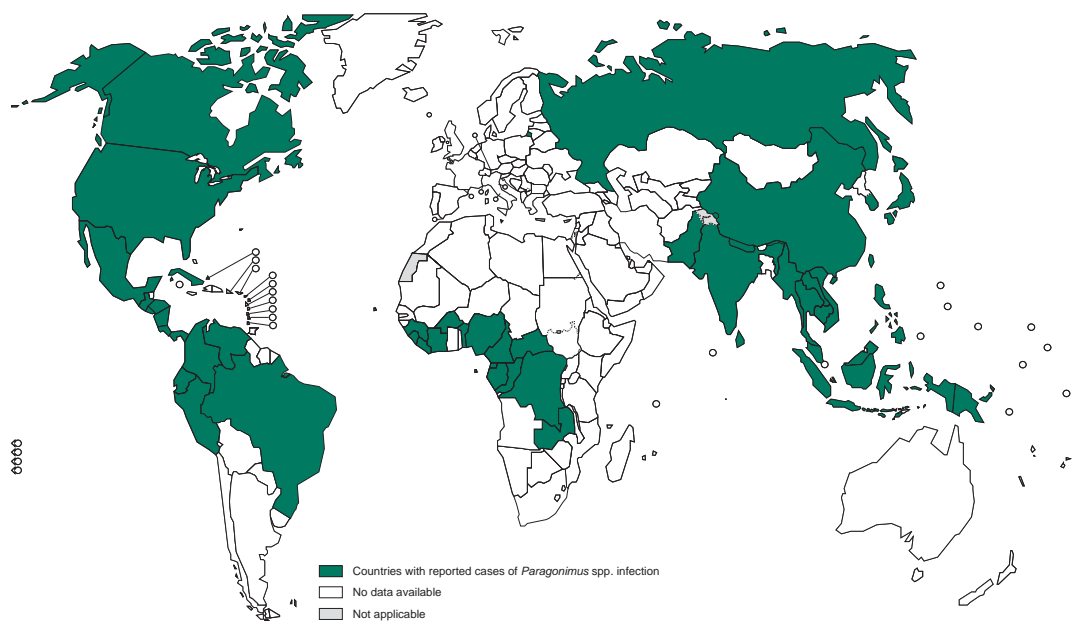 Countries with reported cases of Paragonimus spp. infection
No data available
Not applicable